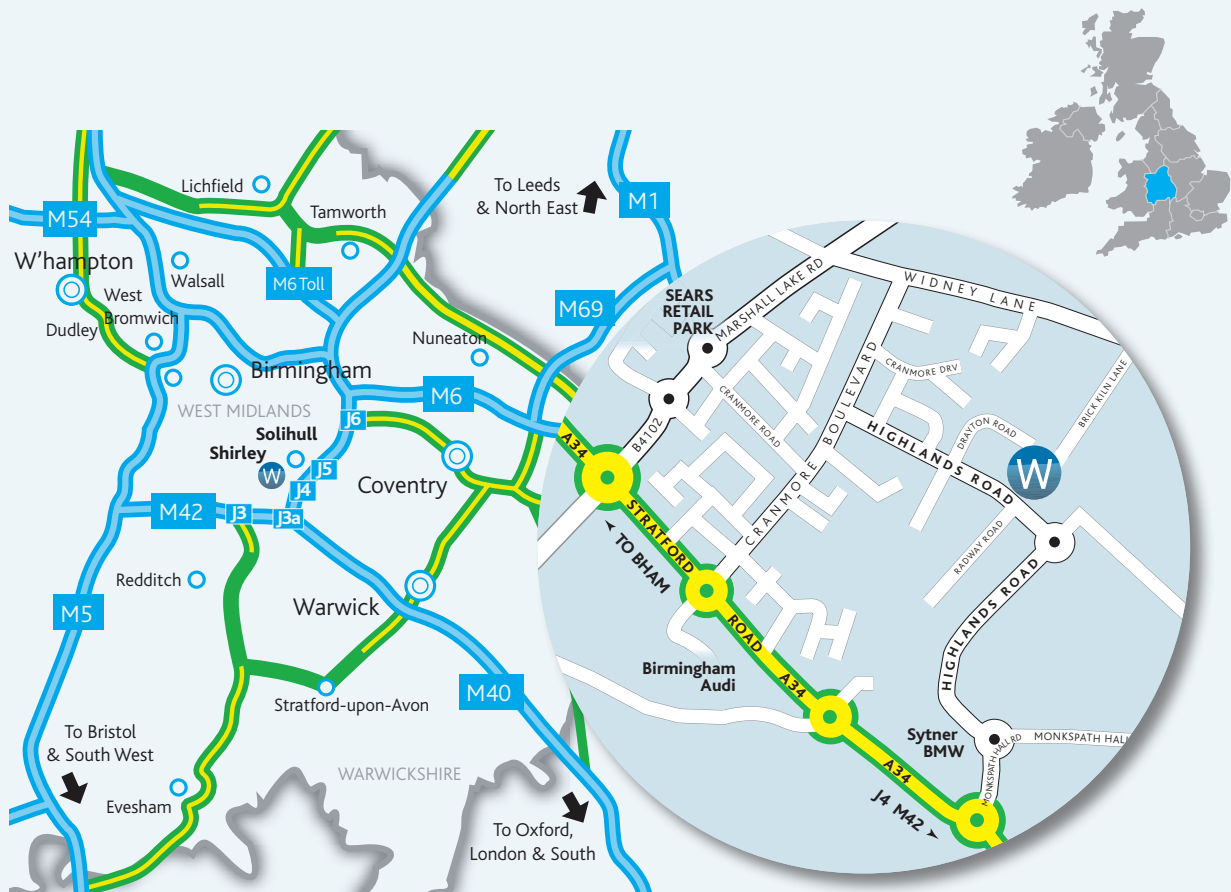 Lichfield
Tamworth
To Leeds
& North East
M1
M54
W'hampton
Walsall
M6 Toll
West
Bromwich
Dudley
M69
Nuneaton
Birmingham
M6
WEST MIDLANDS
J6
Solihull
Shirley
W
J5
J4
Coventry
M42
J3
J3a
Redditch
Warwick
M5
M40
Stratford-upon-Avon
To Bristol
& South West
WARWICKSHIRE
Evesham
To Oxford,
London & South
SEARS
RETAIL
PARK
MARSHALL LAKE RD
WIDNEY LANE
CRANMORE DRV
BRICK KILN LANE
CRANMORE ROAD
CRANMORE BOULEVARD
HIGHLANDS ROAD
DRAYTON ROAD
W
B4102
A34
STRATFORD
ROAD
TO BHAM
RADWAY ROAD
HIGHLANDS ROAD
Birmingham
Audi
A34
Sytner
BMW
MONKSPATH HALL RD
MONKSPATH HALL
A34
J4 M42